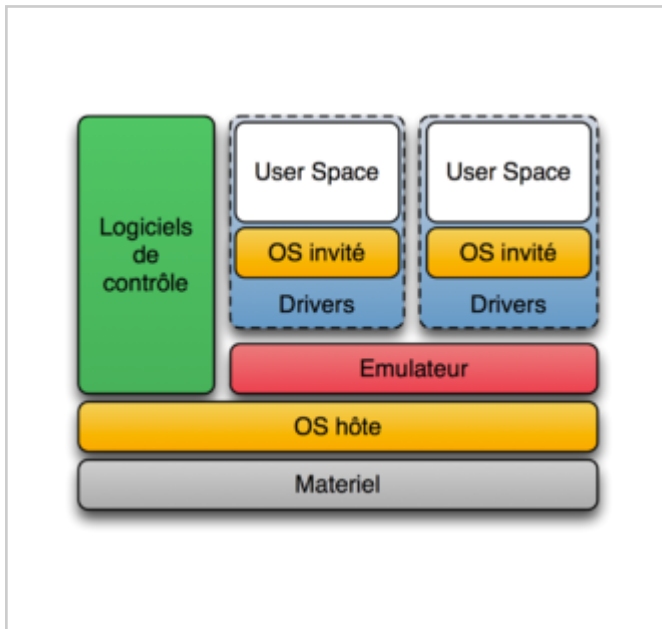 Logiciels
de
contrôle
User Space
OS invité
Drivers
User Space
OS invité
Drivers
Emulateur
OS hôte
Materiel